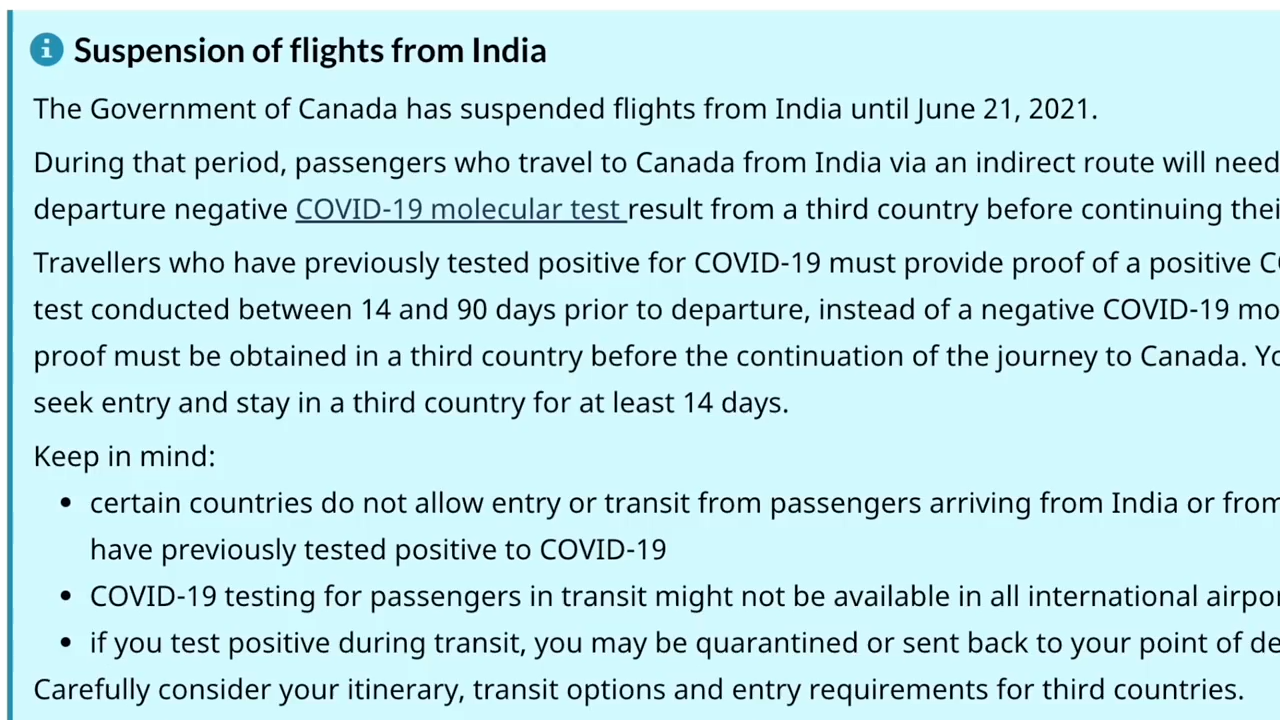 Suspension of flights from India
The Government of Canada has suspended flights from India until June 21, 2021.
During that period, passengers who travel to Canada from India via an indirect route will need
departure negative COVID-19 molecular test result from a third country before continuing
Travellers who have previously tested positive for COVID-19 must provide proof of a positive
test conducted between 14 and 90 days prior to departure, instead of a negative COVID-19
proof must be obtained in a third country before the continuation of the journey to Canada.
seek entry and stay in a third country for at least 14 days.
Keep in mind:
• certain countries do not allow entry or transit from passengers arriving from India or from
have previously tested positive to COVID-19
• COVID-19 testing for passengers in transit might not be available in all international
• if you test positive during transit, you may be quarantined or sent back to your point of
Carefully consider your itinerary, transit options and entry requirements for third countries.